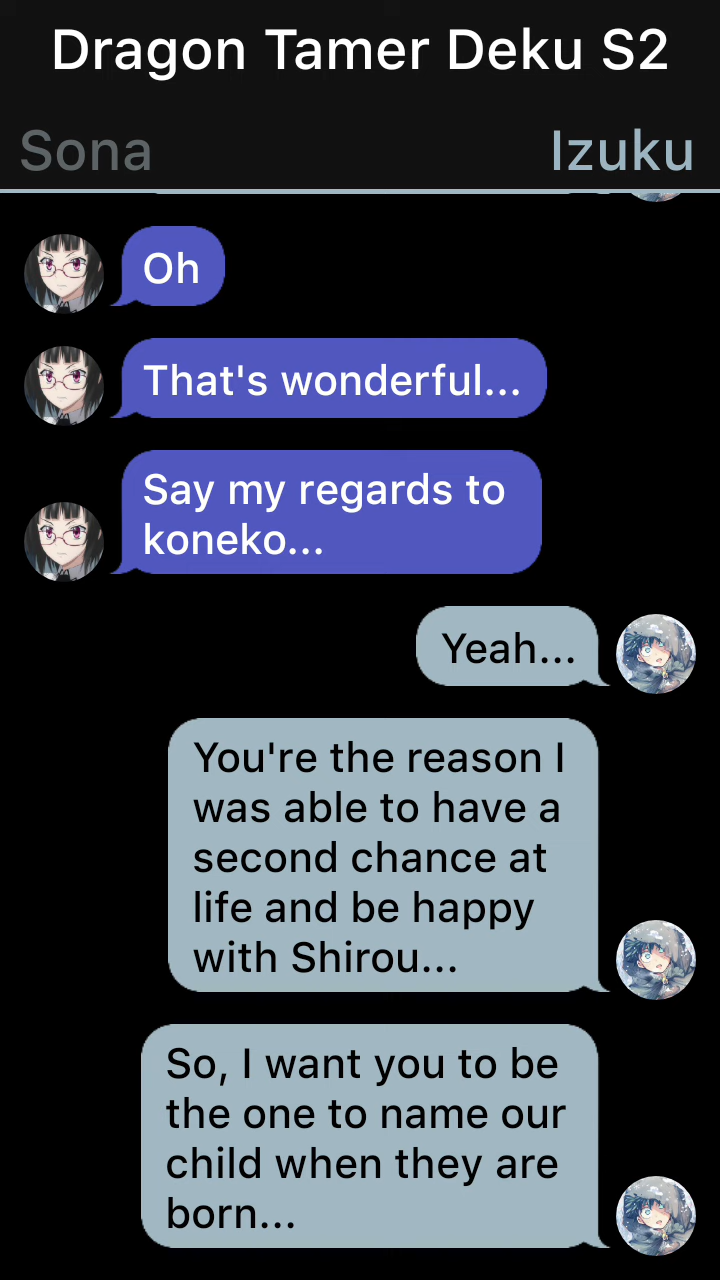 Dragon Tamer Deku S2
Sona
Izuku
Oh
That's wonderful...
Say my regards to
koneko...
Yeah...
You're the reason I
was able to have a
second chance at
life and be happy
with Shirou...
So, I want you to be
the one to name our
child when they are
born...